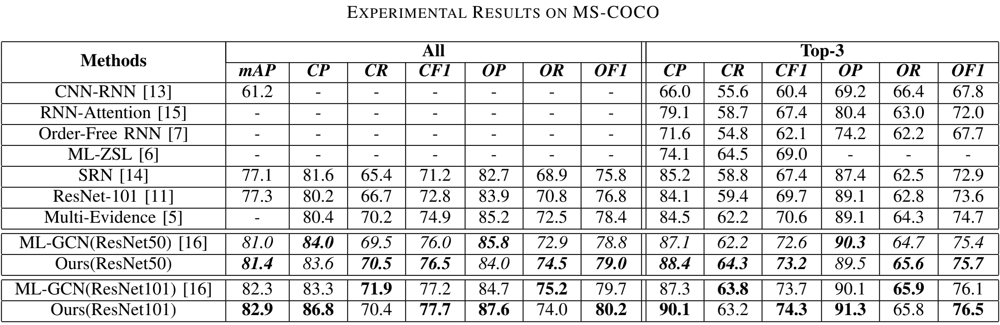 EXPERIMENTAL RESULTS ON MS-COCO
Methods All Top-3
mAP CP CR CF1 OP OR OF1 CP CR CF1 OP OR OF1
CNN-RNN [13] 61.2 - - - - - - 66.0 55.6 60.4 69.2 66.4 67.8
RNN-Attention [15] - - - - - - - 79.1 58.7 67.4 80.4 63.0 72.0
Order-Free RNN [7] - - - - - - - 71.6 54.8 62.1 74.2 62.2 67.7
ML-ZSL [6] - - - - - - - 74.1 64.5 69.0 - - -
SRN [14] 77.1 81.6 65.4 71.2 82.7 68.9 75.8 85.2 58.8 67.4 87.4 62.5 72.9
ResNet-101 [11] 77.3 80.2 66.7 72.8 83.9 70.8 76.8 84.1 59.4 69.7 89.1 62.8 73.6
Multi-Evidence [5] - 80.4 70.2 74.9 85.2 72.5 78.4 84.5 62.2 70.6 89.1 64.3 74.7
ML-GCN(ResNet50) [16] 81.0 84.0 69.5 76.0 85.8 72.9 78.8 87.1 62.2 72.6 90.3 64.7 75.4
Ours(ResNet50) 81.4 83.6 70.5 76.5 84.0 74.5 79.0 88.4 64.3 73.2 89.5 65.6 75.7
ML-GCN(ResNet101) [16] 82.3 83.3 71.9 77.2 84.7 75.2 79.7 87.3 63.8 73.7 90.1 65.9 76.1
Ours(ResNet101) 82.9 86.8 70.4 77.7 87.6 74.0 80.2 90.1 63.2 74.3 91.3 65.8 76.5